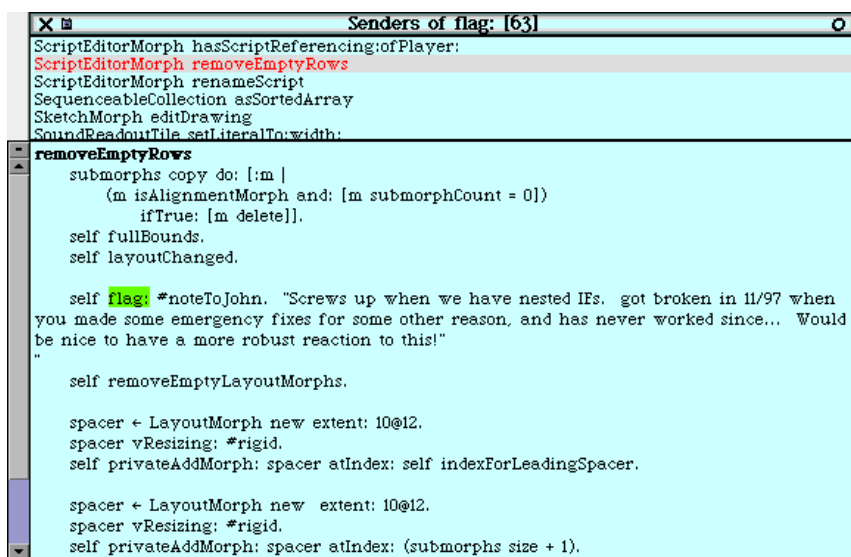 Senders of flag: [63]
ScriptEditorMorph hasScriptReferencing:ofPlayer:
ScriptEditorMorph removeEmptyRows
ScriptEditorMorph renameScript
SequenceableCollection asSortedArray
SketchMorph editDrawing
SoundReadoutTile setLiteralTo:width:
removeEmptyRows
submorphs copy do: [:m |
(m isAlignmentMorph and: [m submorphCount = 0])
ifTrue: [m delete]].
self fullBounds.
self layoutChanged.
self flag: #noteToJohn. "Screws up when we have nested IFs. got broken in 11/97 when
you made some emergency fixes for some other reason, and has never worked since... Would
be nice to have a more robust reaction to this!"
"
self removeEmptyLayoutMorphs.
spacer ← LayoutMorph new extent: 10@12.
spacer vResizing: #rigid.
self privateAddMorph: spacer atIndex: self indexForLeadingSpacer.
spacer ← LayoutMorph new extent: 10@12.
spacer vResizing: #rigid.
self privateAddMorph: spacer atIndex: (submorphs size + 1).